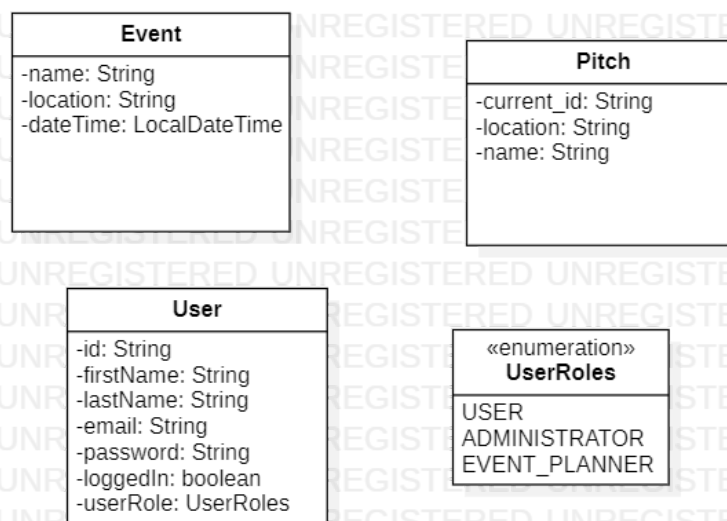 Event
-name: String
-location: String
-dateTime: LocalDateTime
Pitch
-current_id: String
-location: String
-name: String
User
-id: String
-firstName: String
-lastName: String
-email: String
-password: String
-loggedIn: boolean
-userRole: UserRoles
«enumeration»
UserRoles
USER
ADMINISTRATOR
EVENT_PLANNER
UNREGISTERED UNREGISTE